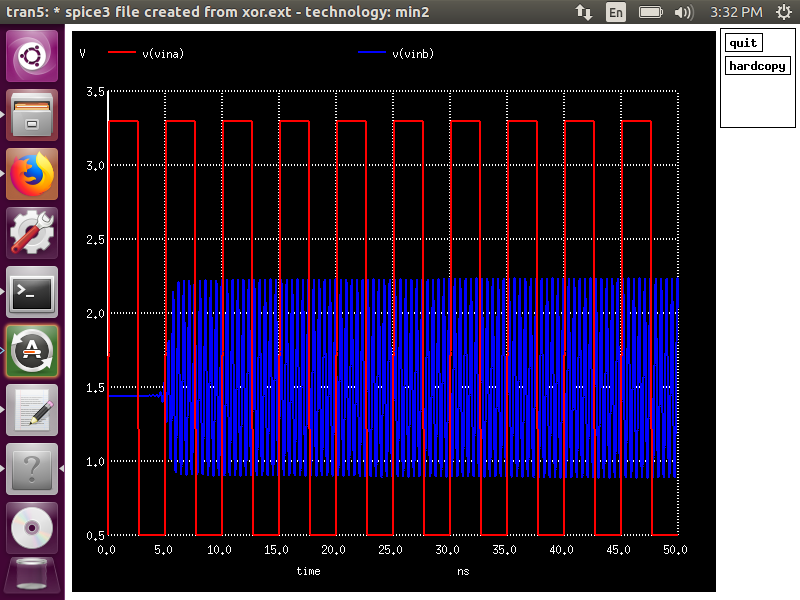 tran5: * spice3 file created from xor.ext - technology: min2
En
3:32 PM
V
v(vina)
v(vinb)
quit
hardcopy
3.5
3.0
2.5
2.0
1.5
1.0
0.5
0.0 5.0 10.0 15.0 20.0 25.0 30.0 35.0 40.0 45.0 50.0
time ns
>_
A
?